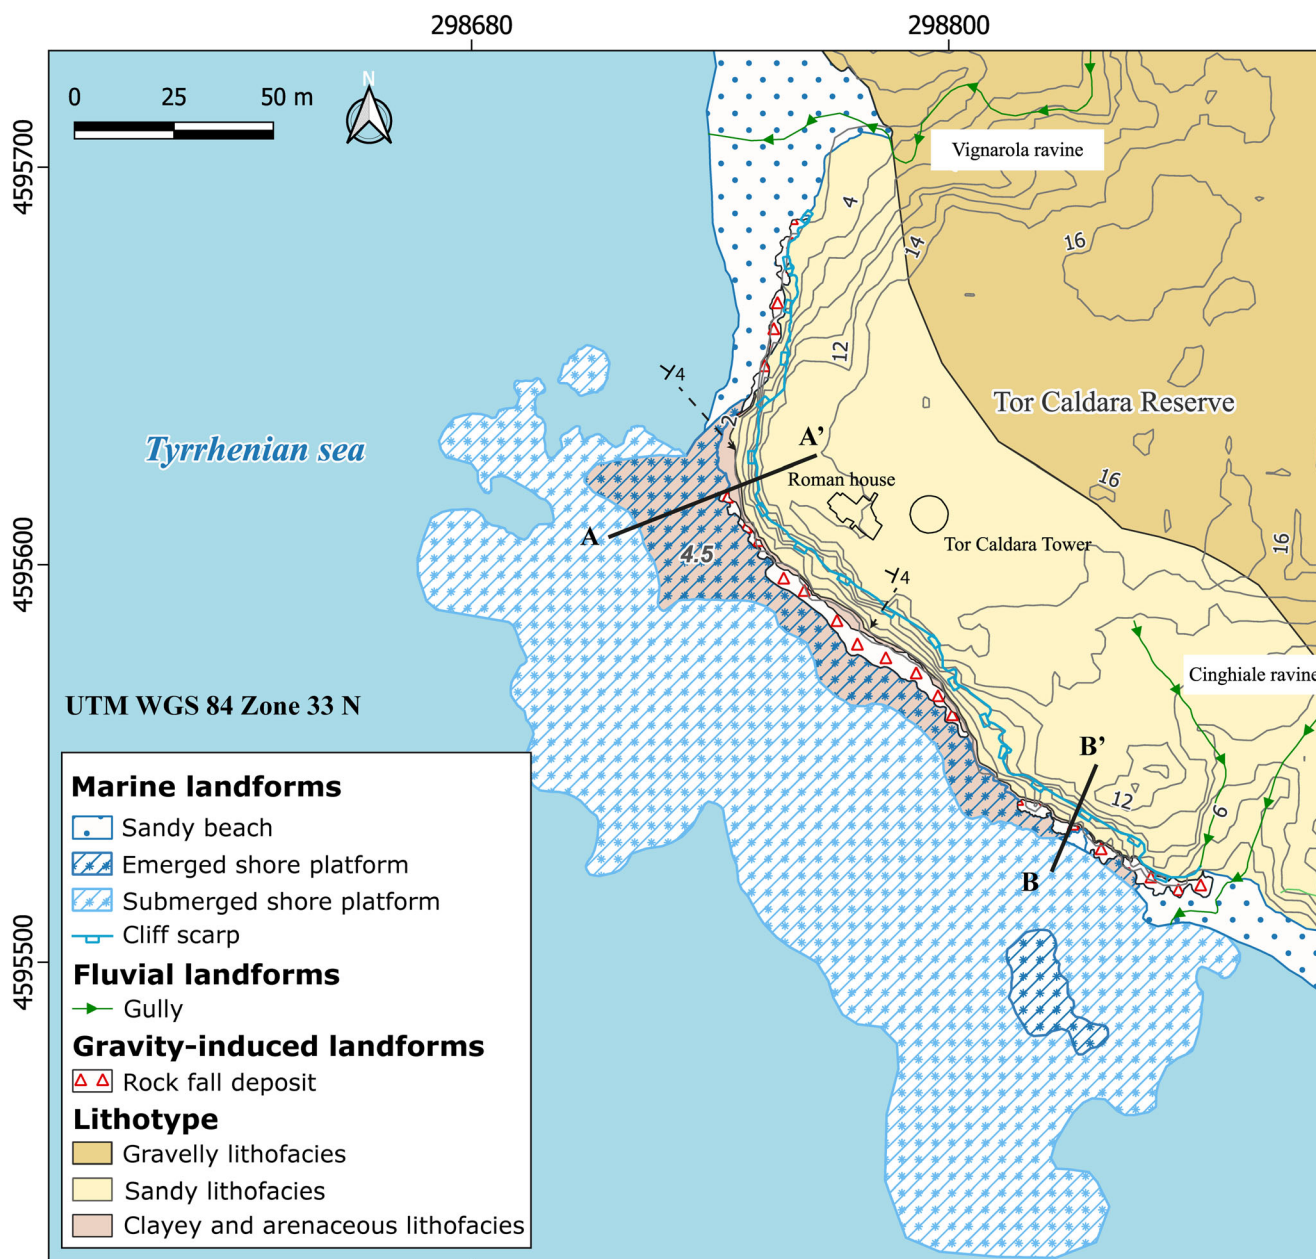 298680
298800
N
0
25
50 m
4595700
Vignarola ravine
4
14
16
12
4
Tor Caldara Reserve
2
A’
Tyrrhenian sea
Roman house
16
A
4.5
Tor Caldara Tower
16
4595600
4
Cinghiale ravine
UTM WGS 84 Zone 33 N
B’
12
6
B
4595500
Marine landforms
Sandy beach
Emerged shore platform
Submerged shore platform
Cliff scarp
Fluvial landforms
Gully
Gravity-induced landforms
Rock fall deposit
Lithotype
Gravelly lithofacies
Sandy lithofacies
Clayey and arenaceous lithofacies